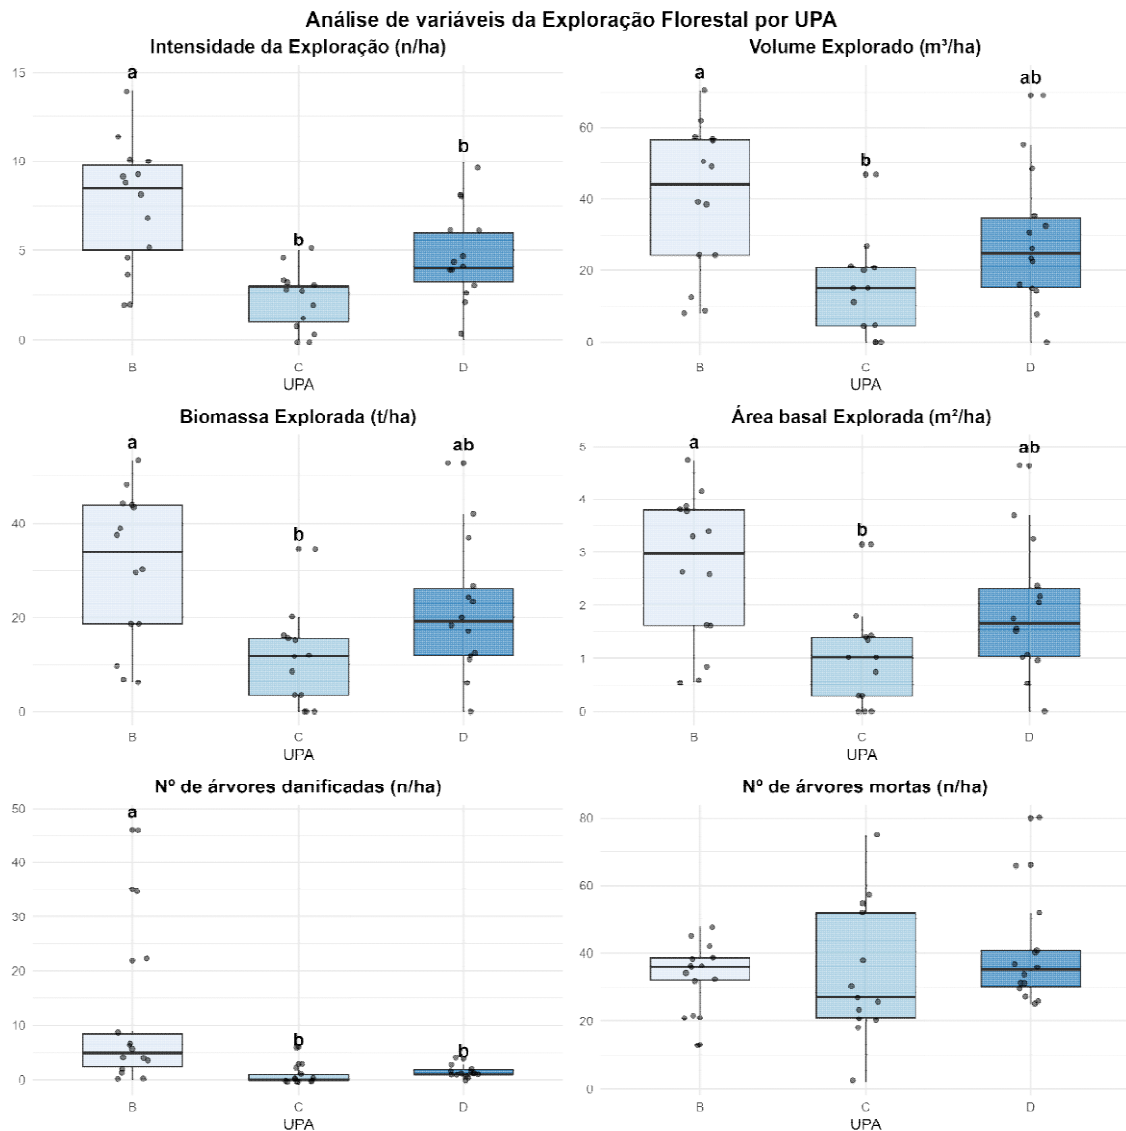 Análise de variáveis da Exploração Florestal por UPA
Intensidade da Exploração (n/ha)
15
10
5
0
a
b
b
B
C
D
UPA
Volume Explorado (m³/ha)
60
40
20
0
a
b
ab
B
C
D
UPA
Biomassa Explorada (t/ha)
40
20
0
a
b
ab
B
C
D
UPA
Área basal Explorada (m²/ha)
5
4
3
2
1
0
a
b
ab
B
C
D
UPA
Nº de árvores danificadas (n/ha)
50
40
30
20
10
0
a
b
b
B
C
D
UPA
Nº de árvores mortas (n/ha)
80
60
40
20
0
B
C
D
UPA